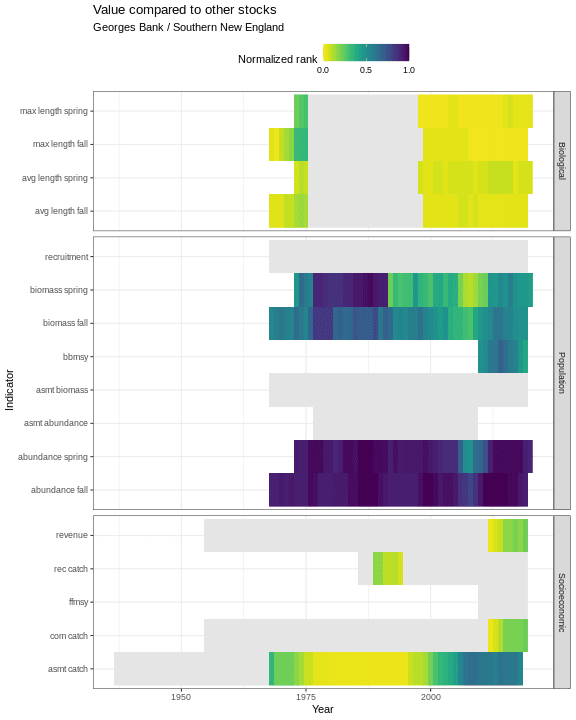 Value compared to other stocks
Georges Bank / Southern New England
Normalized rank
0.0 0.5 1.0
max length spring
max length fall
avg length spring
avg length fall
Biological
recruitment
biomass spring
biomass fall
bbmsy
asmt biomass
asmt abundance
abundance spring
abundance fall
Population
revenue
rec catch
ffmsy
com catch
asmt catch
Socioeconomic
Indicator
1950 1975 2000
Year